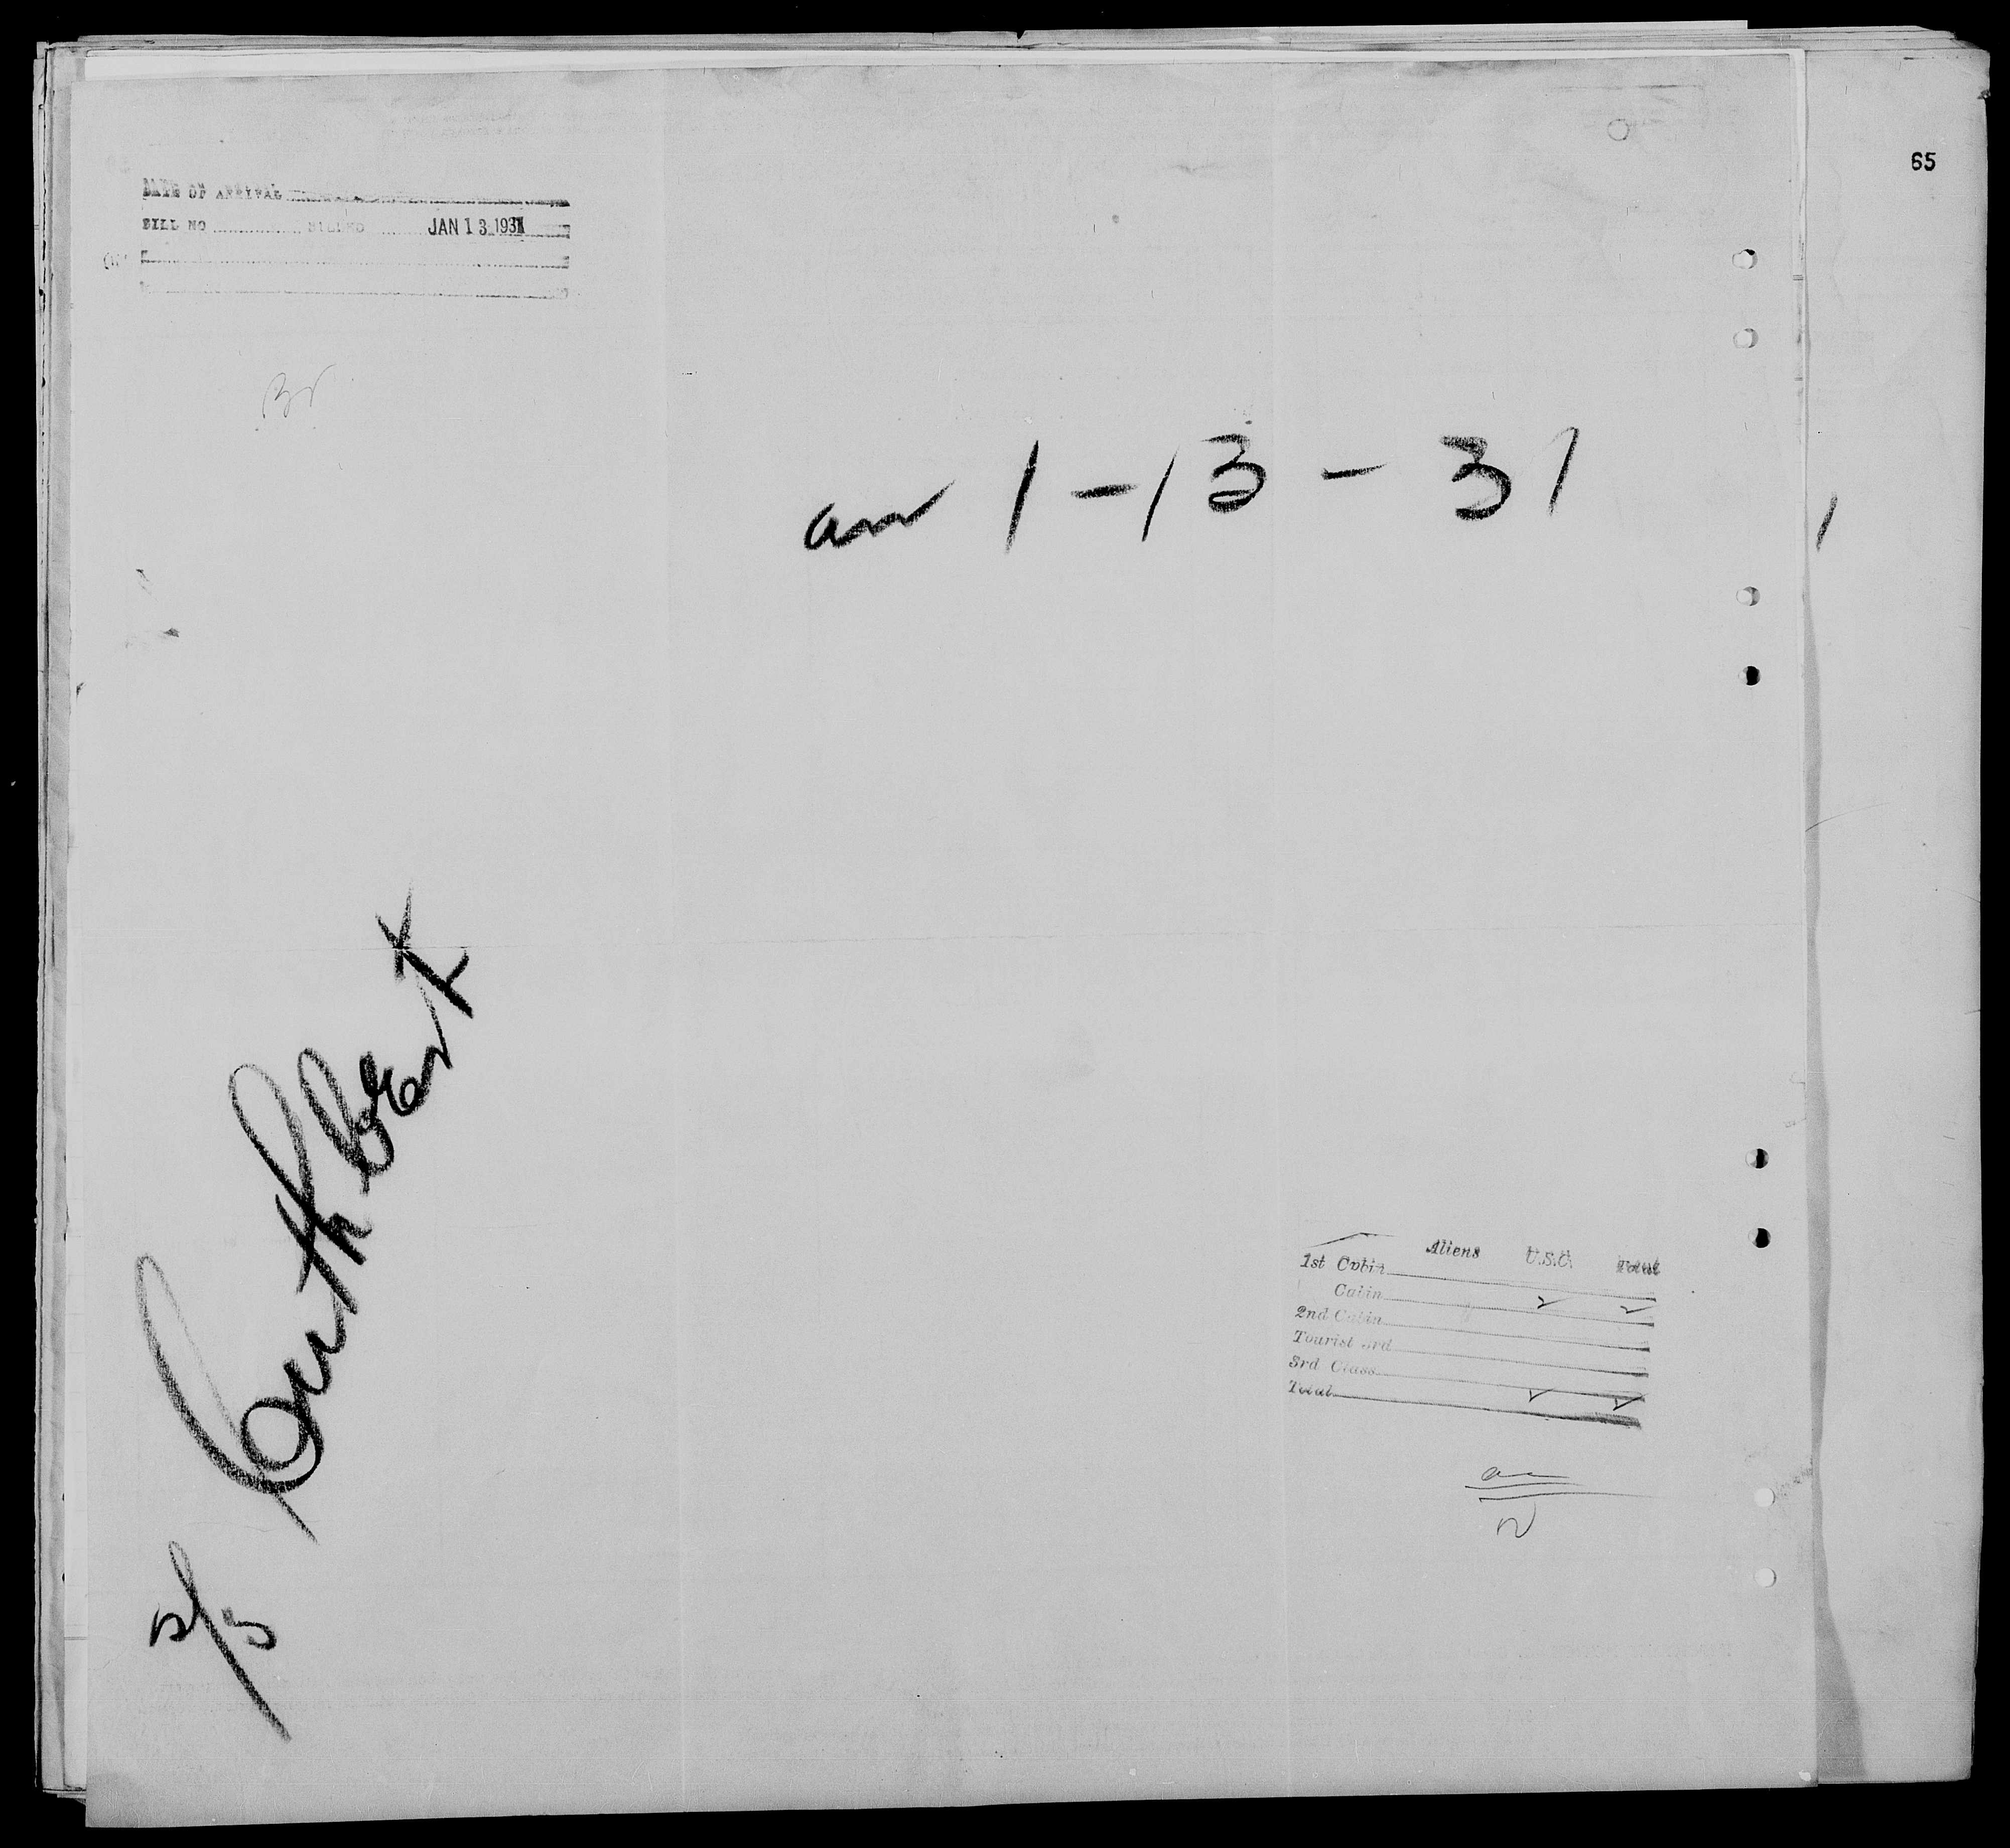 65
DATE OF ARRIVAL
BILL NO BILLED JAN 13 1931
arr 1-13-31
s/s Cuthbert
Aliens U.S.C. Total
1st Cabin
Cabin ✓ ✓
2nd Cabin
Tourist 3rd
3rd Class
Total ✓ ✓
2